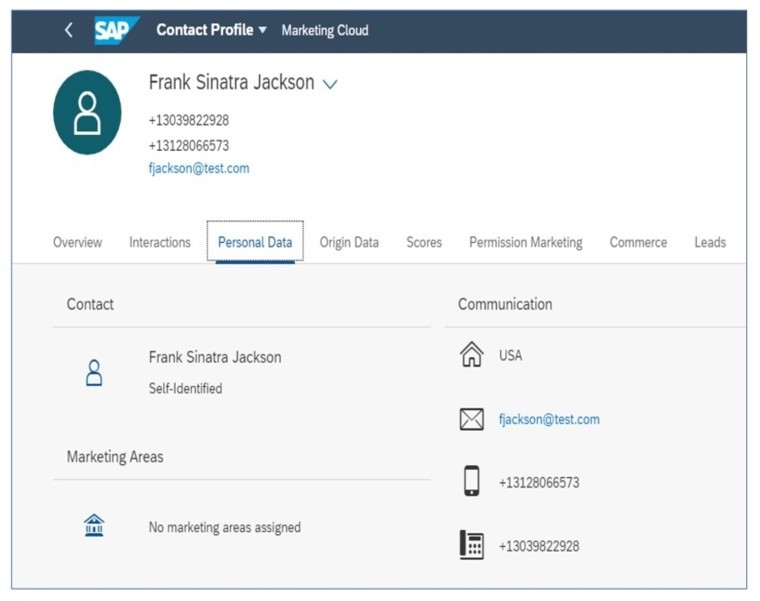 SAP Contact Profile Marketing Cloud
Frank Sinatra Jackson
+13039822928
+13128066573
fjackson@test.com
Overview Interactions Personal Data Origin Data Scores Permission Marketing Commerce Leads
Contact
Frank Sinatra Jackson
Self-Identified
Marketing Areas
No marketing areas assigned
Communication
USA
fjackson@test.com
+13128066573
+13039822928